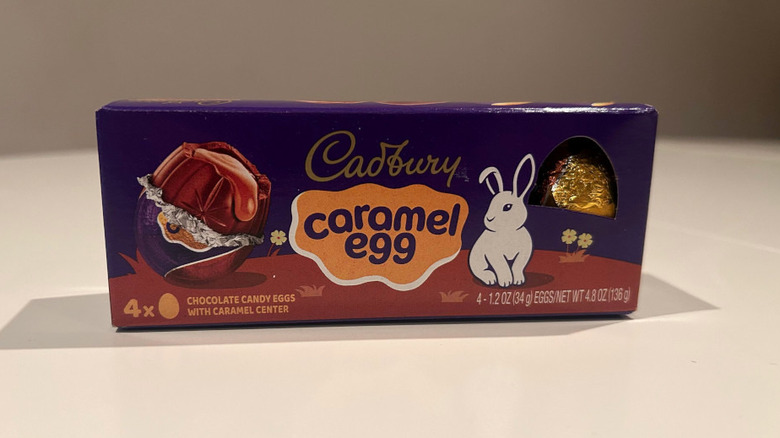 Cadbury
caramel
egg
4x
CHOCOLATE CANDY EGGS
WITH CARAMEL CENTER
4 - 1.2 OZ (34 g) EGGS/NET WT 4.8 OZ (136 g)